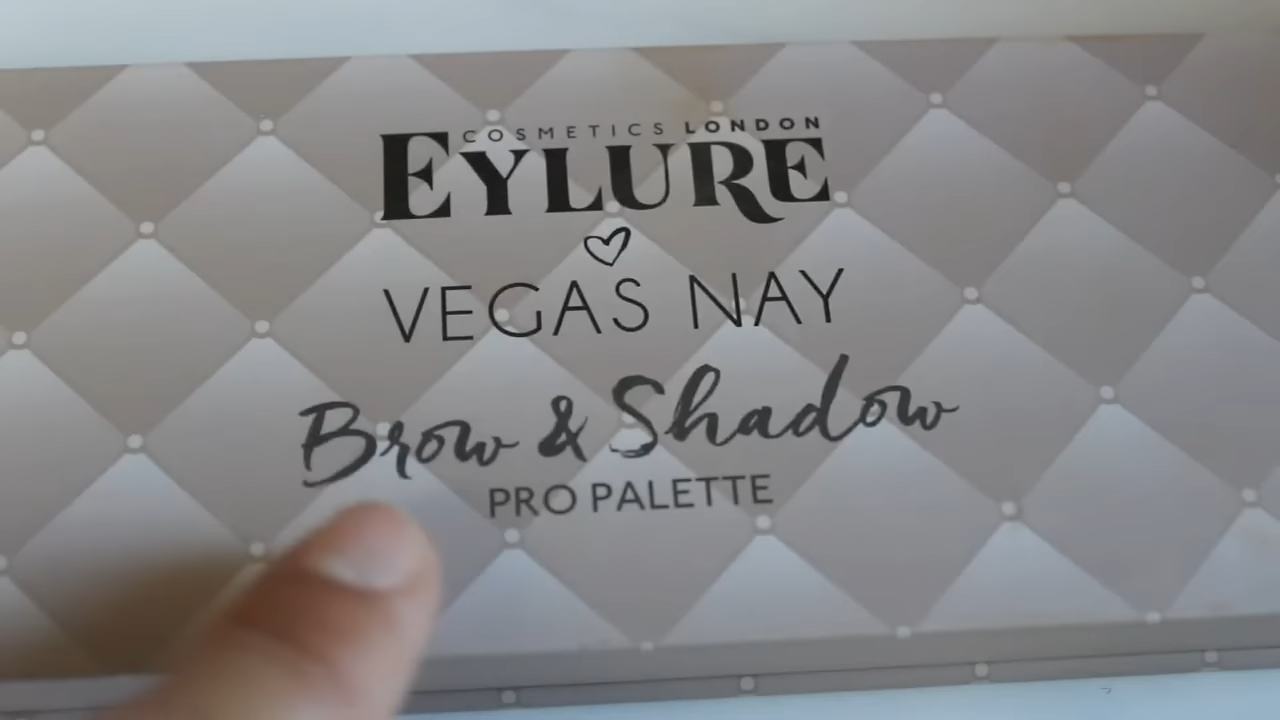 COSMETICS LONDON
EYLURE
VEGAS NAY
Brow & Shadow
PRO PALETTE